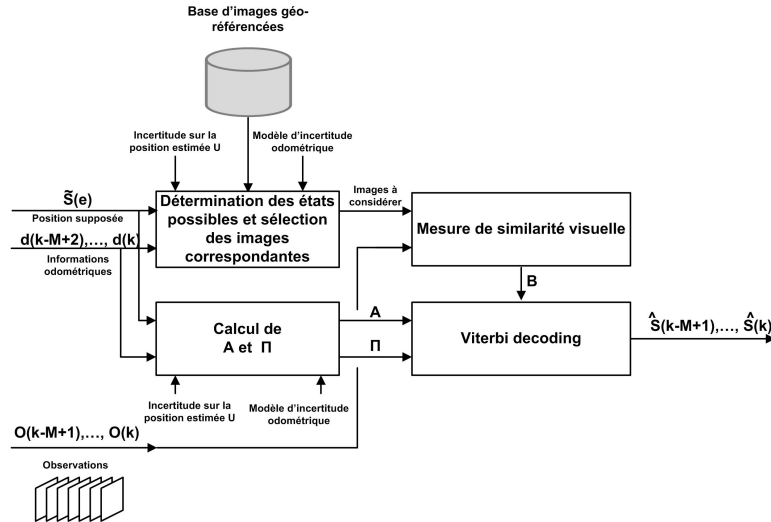 Base d'images géo-
référencées
Incertitude sur la
position estimée U
Modèle d'incertitude
odométrique
S̃(e)
Position supposée
d(k-M+2),..., d(k)
Informations
odométriques
Détermination des états
possibles et sélection
des images
correspondantes
Images à
considérer
Mesure de similarité visuelle
B
Calcul de
A et Π
A
Π
Viterbi decoding
Ŝ(k-M+1),..., Ŝ(k)
Incertitude sur la
position estimée U
Modèle d'incertitude
odométrique
O(k-M+1),..., O(k)
Observations